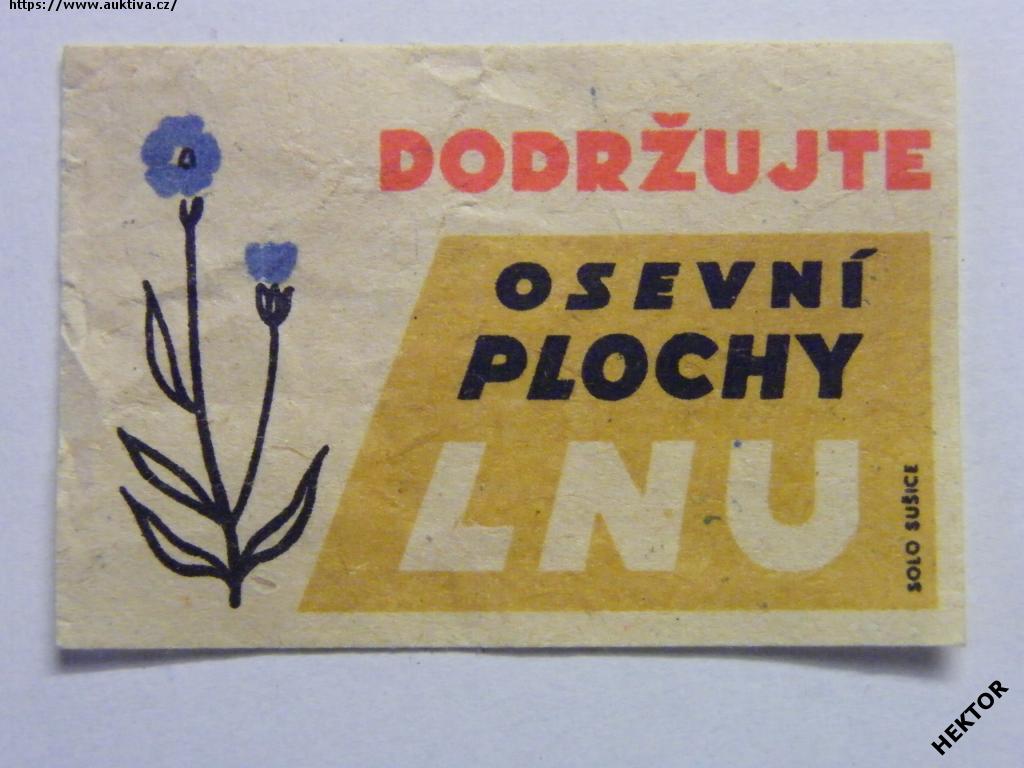 https://www.auktiva.cz/
DODRŽUJTE
OSEVNÍ
PLOCHY
LNU
SOLO SUŠICE
HEKTOR